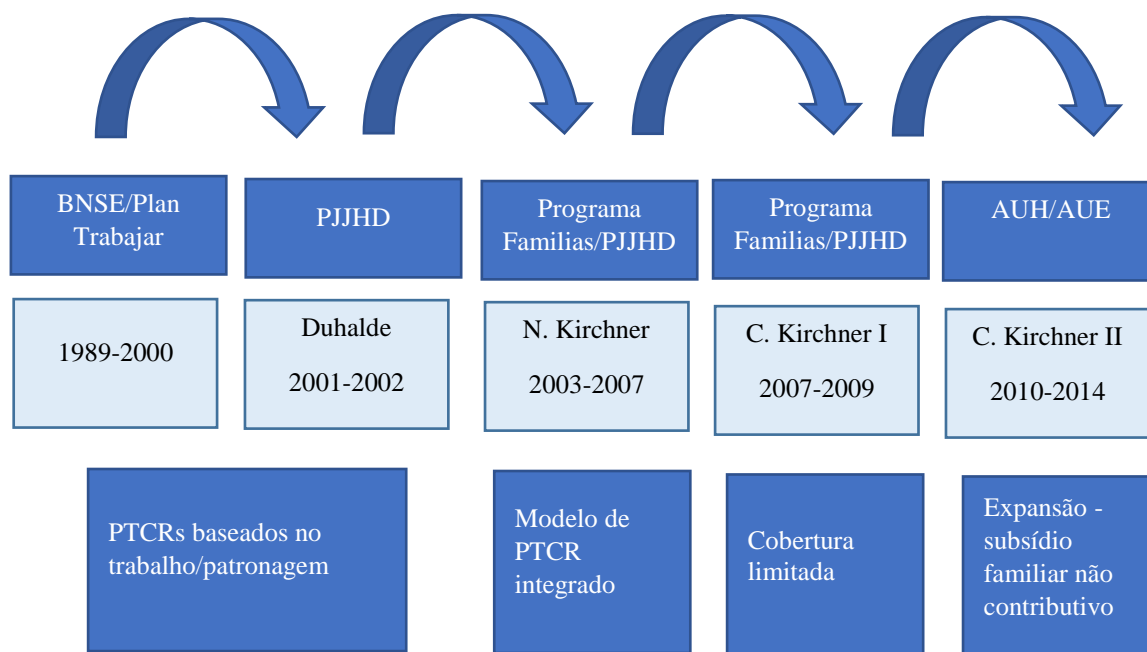 BNSE/Plan
Trabajar
PJJHD
Programa
Familias/PJJHD
Programa
Familias/PJJHD
AUH/AUE
1989-2000
Duhalde
2001-2002
N. Kirchner
2003-2007
C. Kirchner I
2007-2009
C. Kirchner II
2010-2014
PTCRs baseados no
trabalho/patronagem
Modelo de
PTCR
integrado
Cobertura
limitada
Expansão -
subsídio
familiar não
contributivo